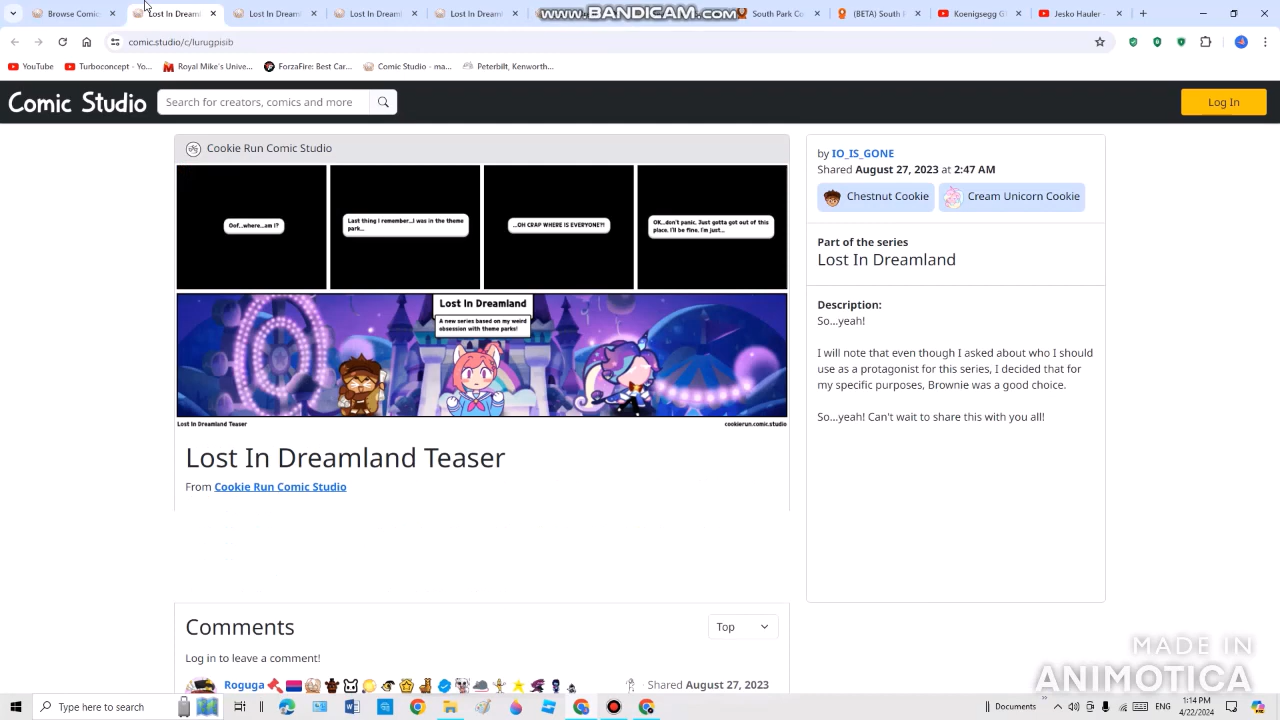 Browse Comic
Lost In Dream
Lost In Dream
Lost In Dream
Lost In Dream
www.BANDICAM.com
South Park Co
(BETA) South
Koenigsegg G
Jesko Hauler
comic.studio/c/lurugpisib
YouTube
Turboconcept - Yo...
Royal Mike's Unive...
ForzaFire: Best Car...
Comic Studio - ma...
Peterbilt, Kenworth...
Comic Studio
Search for creators, comics and more
Log In
Cookie Run Comic Studio
Oof...where...am I?
Last thing I remember...I was in the theme
park...
...OH CRAP WHERE IS EVERYONE?!
OK...don't panic. Just gotta got out of this
place. I'll be fine. I'm just...
Lost In Dreamland
A new series based on my weird
obsession with theme parks!
Lost In Dreamland Teaser
cookierun.comic.studio
Lost In Dreamland Teaser
From Cookie Run Comic Studio
by IO_IS_GONE
Shared August 27, 2023 at 2:47 AM
Chestnut Cookie
Cream Unicorn Cookie
Part of the series
Lost In Dreamland
Description:
So...yeah!
I will note that even though I asked about who I should
use as a protagonist for this series, I decided that for
my specific purposes, Brownie was a good choice.
So...yeah! Can't wait to share this with you all!
Comments
Top
Log in to leave a comment!
Roguga
Shared August 27, 2023
MADE IN
ANIMOTICA
Type here to search
Documents
1:14 PM
4/22/2024